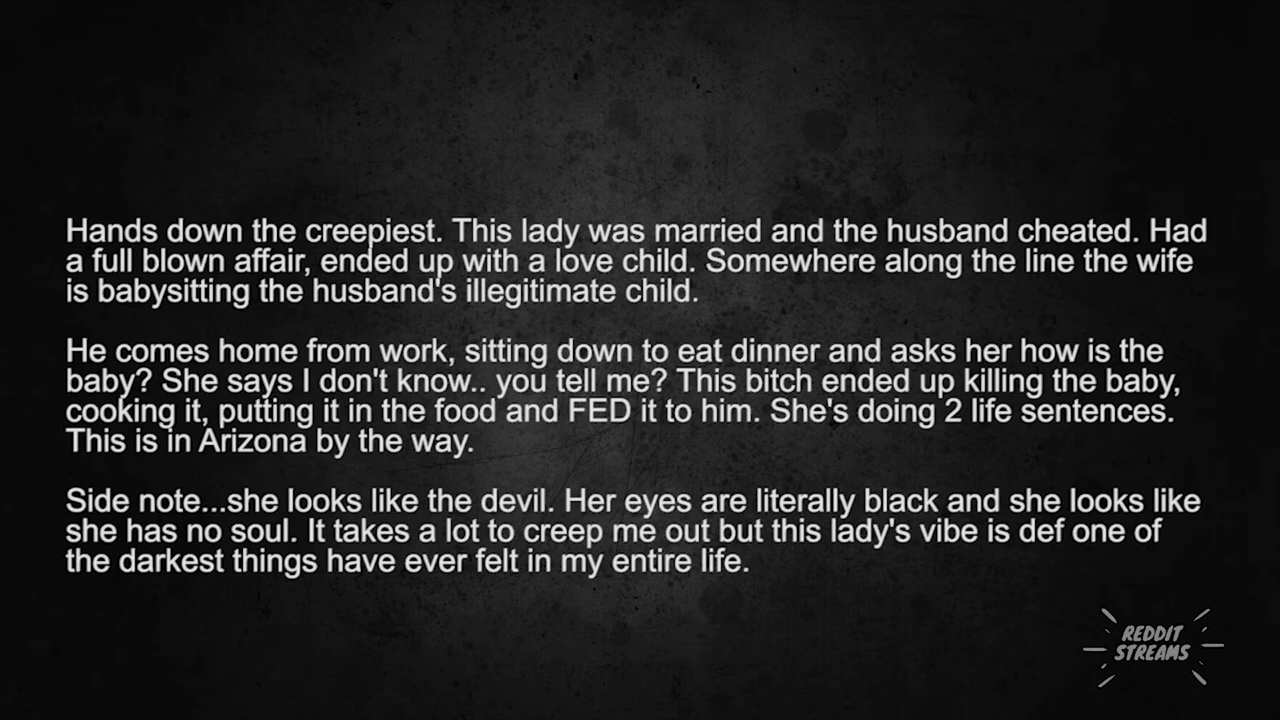 Hands down the creepiest. This lady was married and the husband cheated. Had
a full blown affair, ended up with a love child. Somewhere along the line the wife
is babysitting the husband's illegitimate child.
He comes home from work, sitting down to eat dinner and asks her how is the
baby? She says I don't know.. you tell me? This bitch ended up killing the baby,
cooking it, putting it in the food and FED it to him. She's doing 2 life sentences.
This is in Arizona by the way.
Side note...she looks like the devil. Her eyes are literally black and she looks like
she has no soul. It takes a lot to creep me out but this lady's vibe is def one of
the darkest things have ever felt in my entire life.
REDDIT
STREAMS